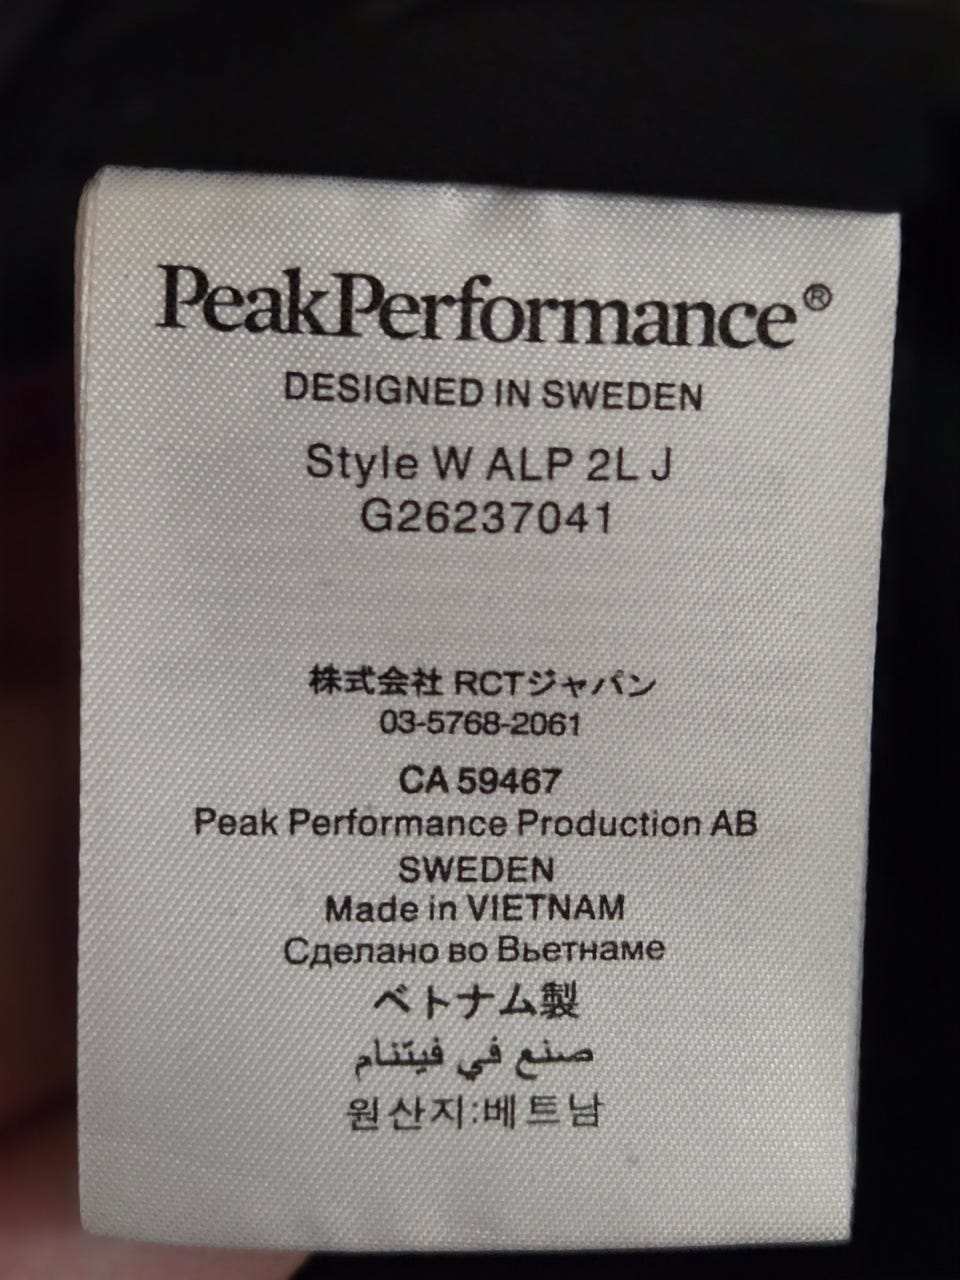 PeakPerformance®
DESIGNED IN SWEDEN
Style W ALP 2L J
G26237041
株式会社 RCTジャパン
03-5768-2061
CA 59467
Peak Performance Production AB
SWEDEN
Made in VIETNAM
Сделано во Вьетнаме
ベトナム製
صنع في فيتنام
원산지:베트남